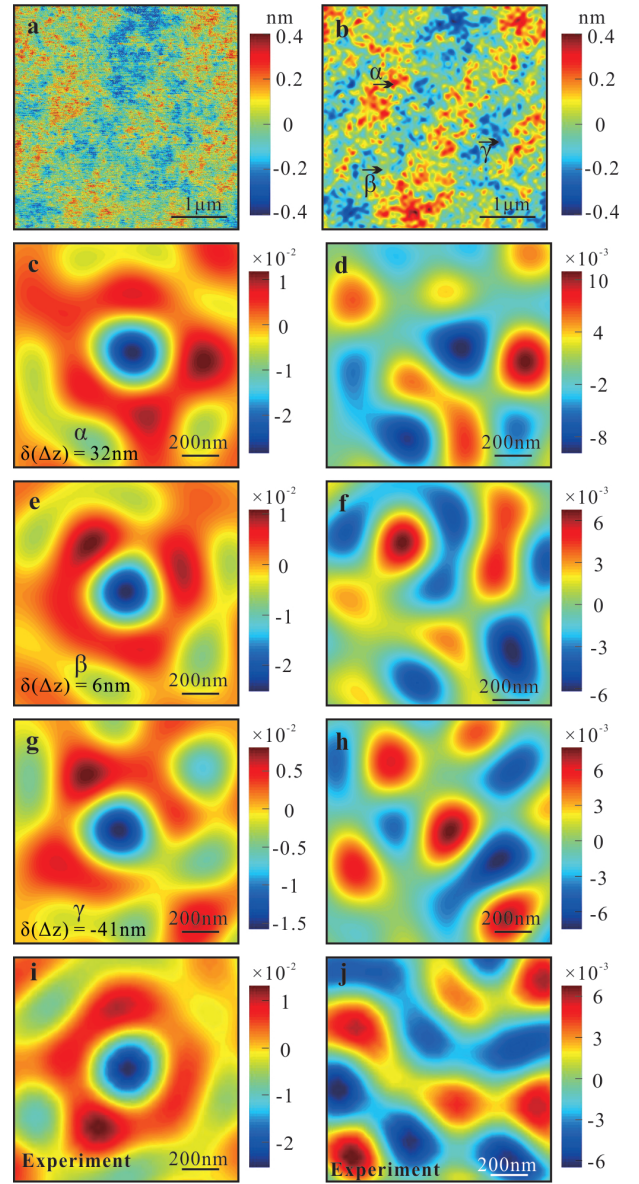 nm nm
a 0.4 b 0.4
α
0.2 0.2
0 0
γ
-0.2 β -0.2
1μm -0.4 1μm -0.4
×10⁻² ×10⁻³
c 1 d 10
0 4
-1 -2
α
δ(Δz) = 32nm 200nm -2 200nm -8
×10⁻² ×10⁻³
e 1 f 6
0 3
0
-1
-3
β
δ(Δz) = 6nm 200nm -2 200nm -6
×10⁻² ×10⁻³
g 0.5 h 6
3
0
0
-0.5
-1 -3
γ
δ(Δz) = -41nm 200nm -1.5 200nm -6
×10⁻² ×10⁻³
i 1 j 6
3
0
0
-1
-3
Experiment 200nm -2 Experiment 200nm -6